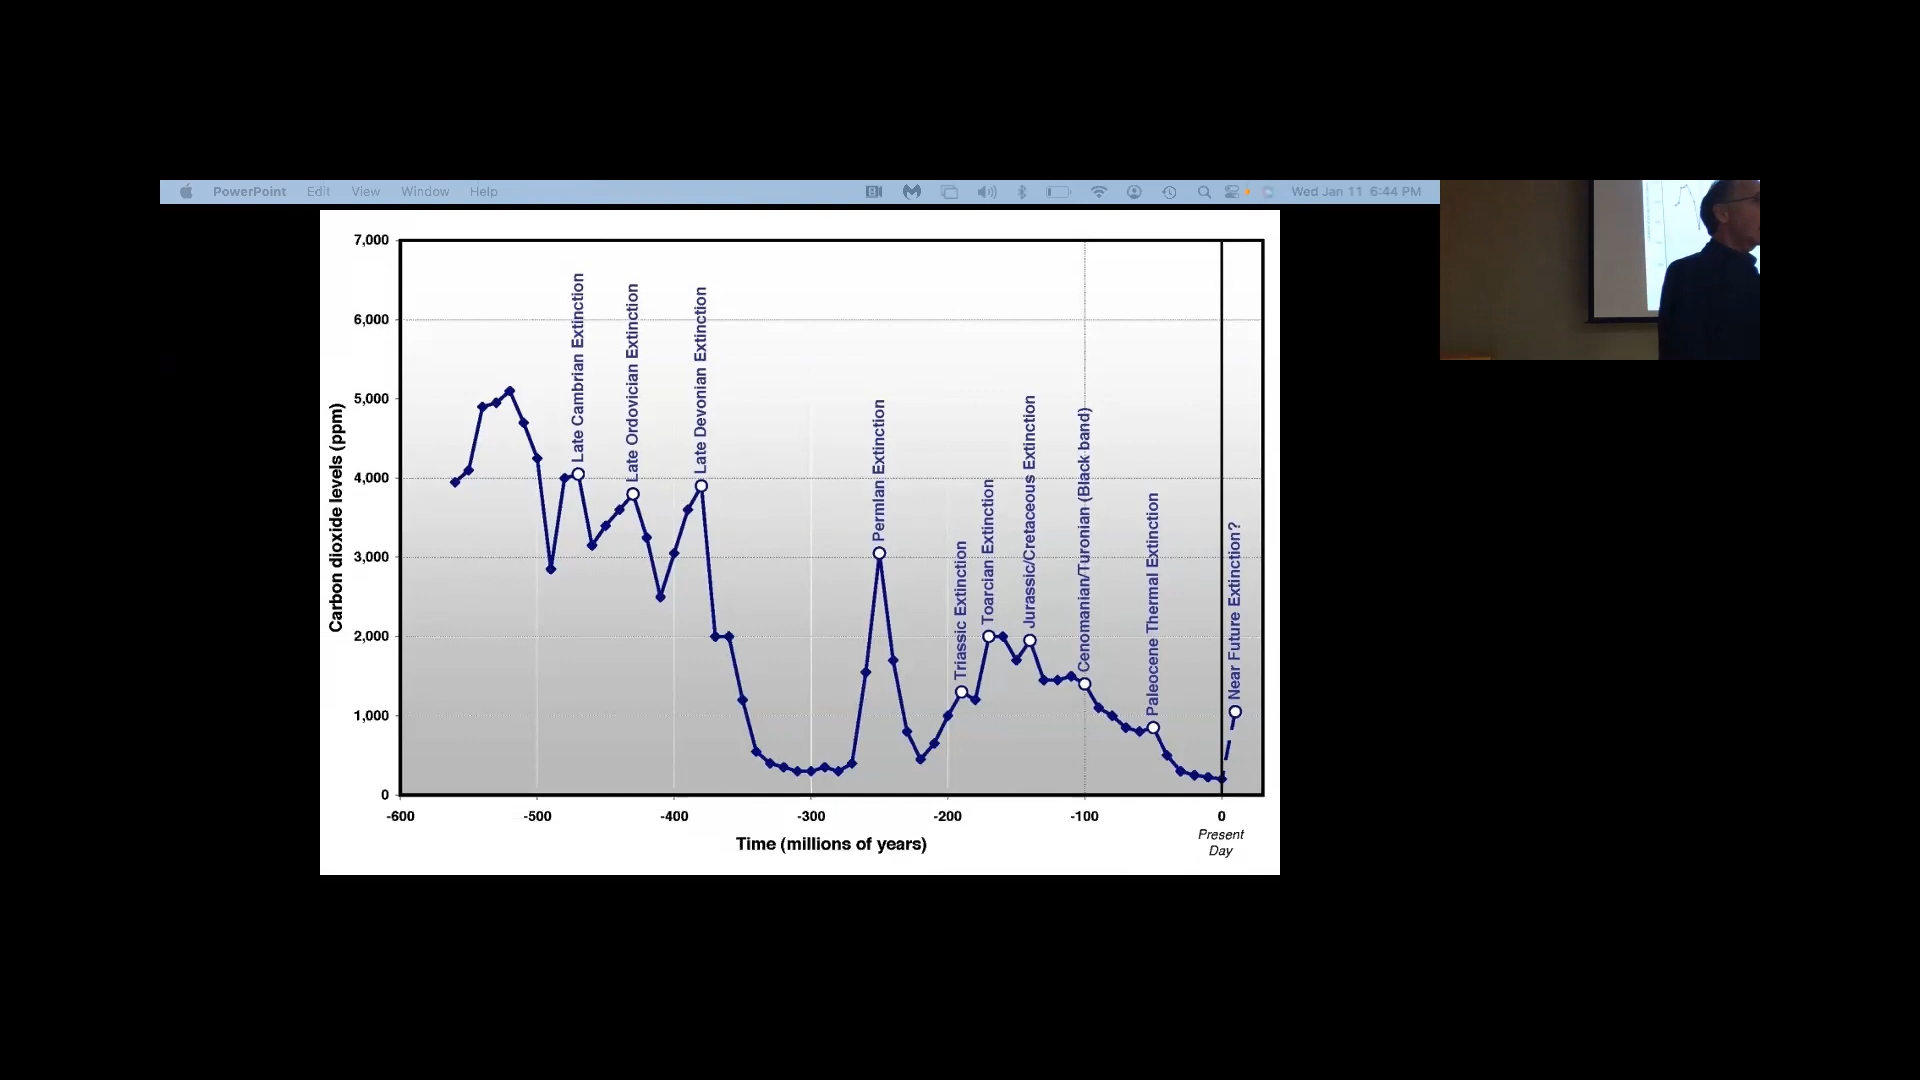 PowerPoint Edit View Window Help
Wed Jan 11 6:44 PM
7,000
6,000
5,000
4,000
3,000
2,000
1,000
0
Carbon dioxide levels (ppm)
Late Cambrian Extinction
Late Ordovician Extinction
Late Devonian Extinction
Permian Extinction
Triassic Extinction
Toarcian Extinction
Jurassic/Cretaceous Extinction
Cenomanian/Turonian (Black band)
Paleocene Thermal Extinction
Near Future Extinction?
-600
-500
-400
-300
-200
-100
0
Present
Day
Time (millions of years)